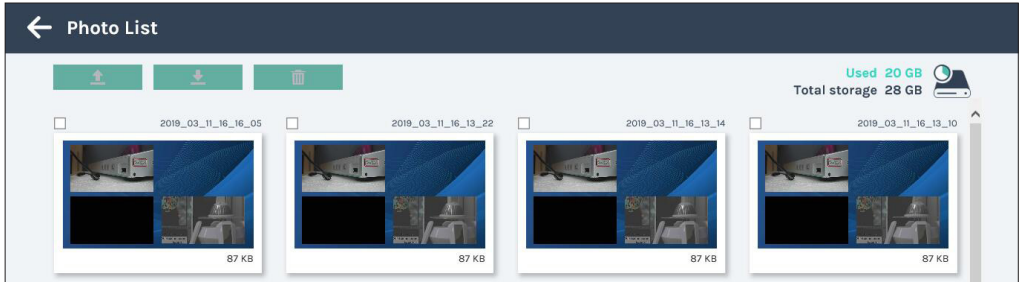 Photo List
Used 20 GB
Total storage 28 GB
2019_03_11_16_16_05
2019_03_11_16_13_22
2019_03_11_16_13_14
2019_03_11_16_13_10
87 KB
87 KB
87 KB
87 KB